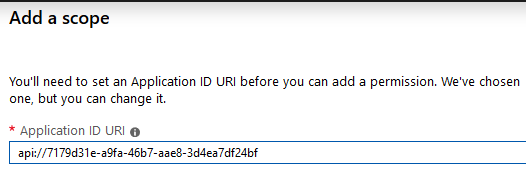 Add a scope
You'll need to set an Application ID URI before you can add a permission. We've chosen
one, but you can change it.
* Application ID URI
api://7179d31e-a9fa-46b7-aae8-3d4ea7df24bf